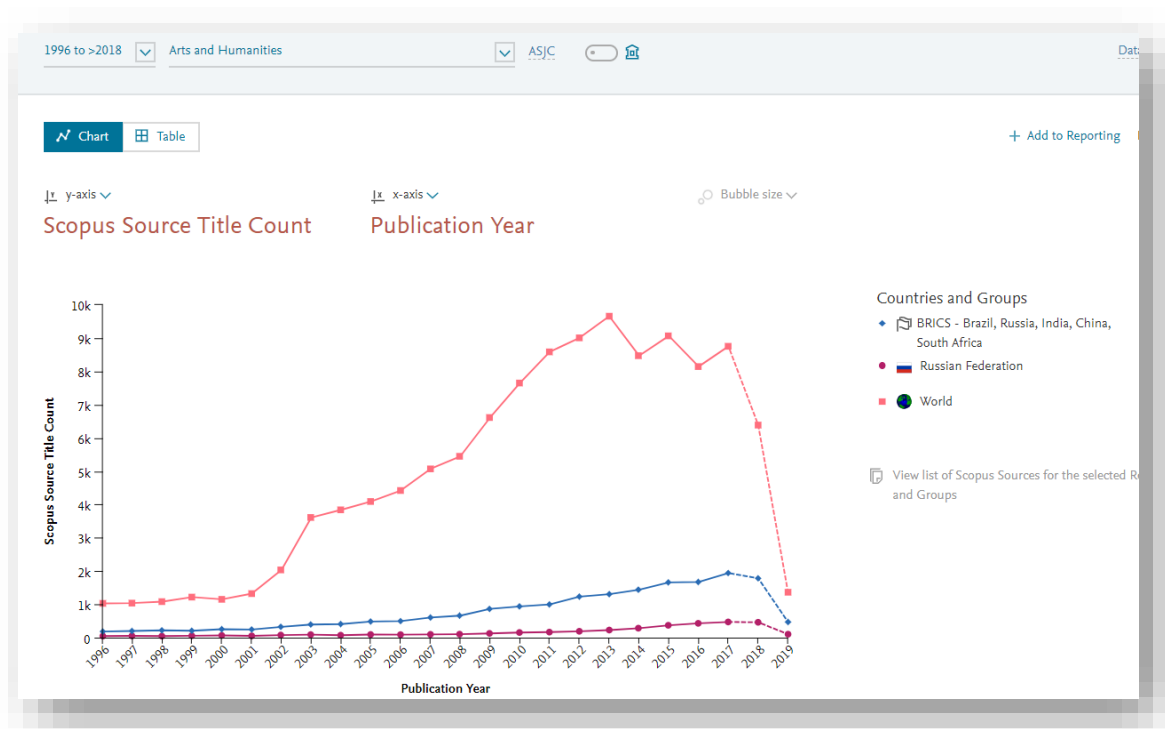 1996 to >2018 Arts and Humanities ASJC Data
Chart Table
+ Add to Reporting
y-axis x-axis Bubble size
Scopus Source Title Count Publication Year
Countries and Groups
BRICS - Brazil, Russia, India, China,
South Africa
Russian Federation
World
View list of Scopus Sources for the selected R
and Groups
Scopus Source Title Count
10k
9k
8k
7k
6k
5k
4k
3k
2k
1k
0
1996 1997 1998 1999 2000 2001 2002 2003 2004 2005 2006 2007 2008 2009 2010 2011 2012 2013 2014 2015 2016 2017 2018 2019
Publication Year